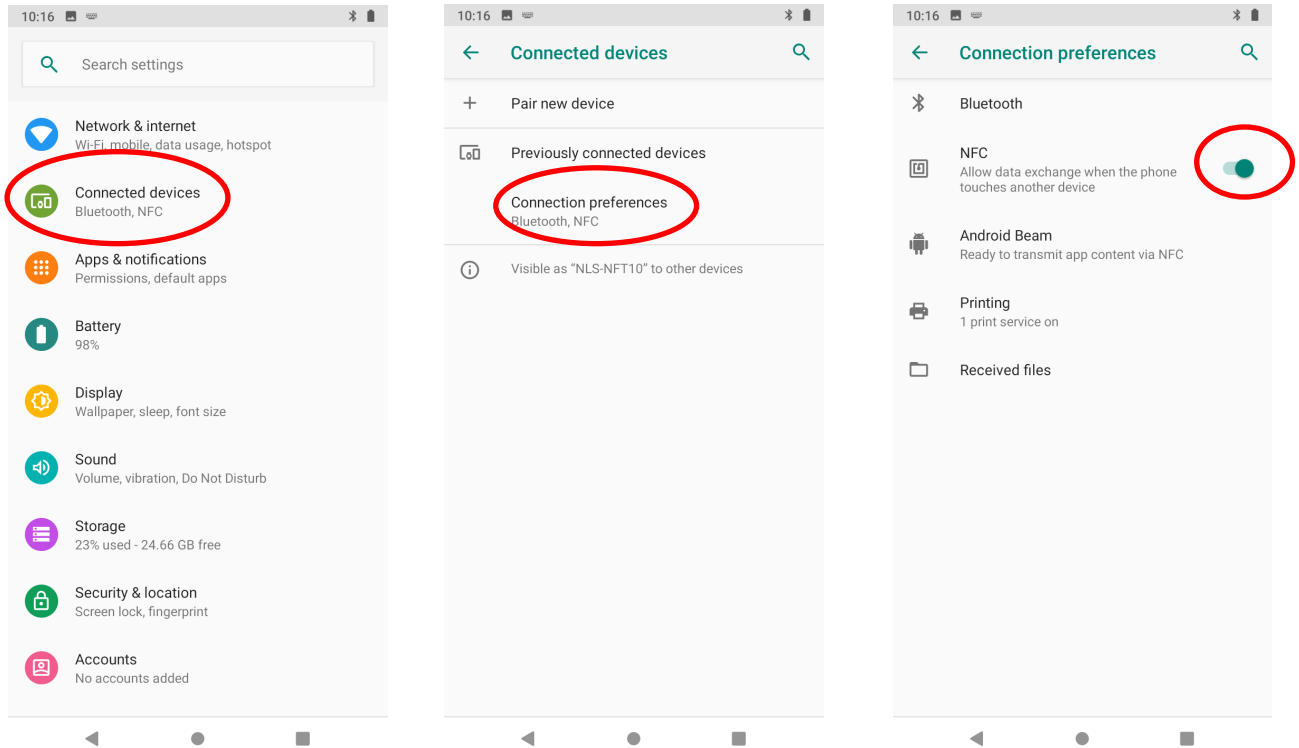 10:16
Search settings
Network & internet
Wi-Fi, mobile, data usage, hotspot
Connected devices
Bluetooth, NFC
Apps & notifications
Permissions, default apps
Battery
98%
Display
Wallpaper, sleep, font size
Sound
Volume, vibration, Do Not Disturb
Storage
23% used - 24.66 GB free
Security & location
Screen lock, fingerprint
Accounts
No accounts added
10:16
Connected devices
Pair new device
Previously connected devices
Connection preferences
Bluetooth, NFC
Visible as “NLS-NFT10” to other devices
10:16
Connection preferences
Bluetooth
NFC
Allow data exchange when the phone
touches another device
Android Beam
Ready to transmit app content via NFC
Printing
1 print service on
Received files